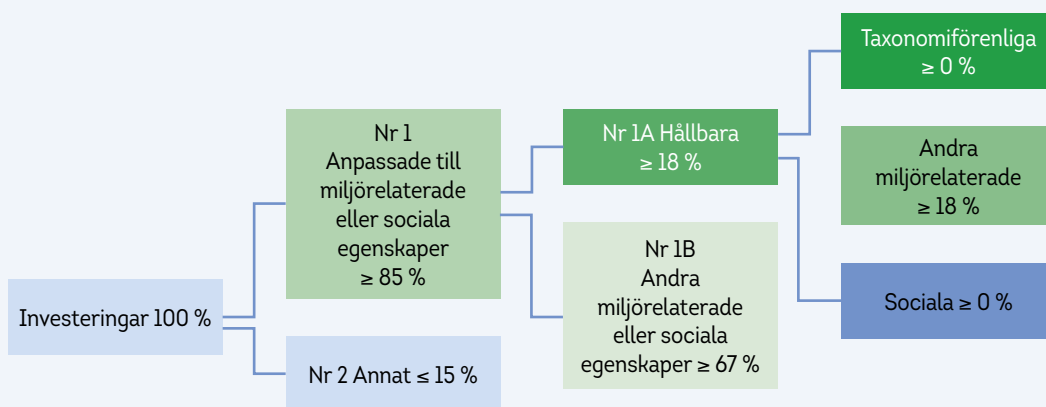 Investeringar 100 %
Nr 1
Anpassade till
miljörelaterade
eller sociala
egenskaper
≥ 85 %
Nr 2 Annat ≤ 15 %
Nr 1A Hållbara
≥ 18 %
Nr 1B
Andra
miljörelaterade
eller sociala
egenskaper ≥ 67 %
Taxonomiförenliga
≥ 0 %
Andra
miljörelaterade
≥ 18 %
Sociala ≥ 0 %